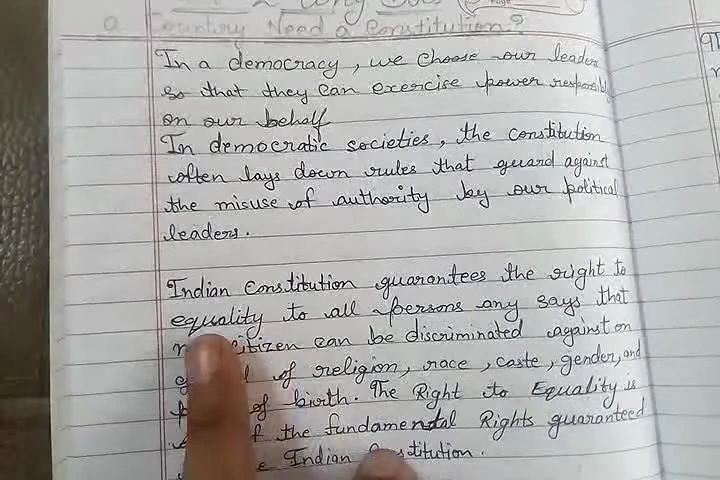 a Country Need a Constitution?
In a democracy, we choose our leaders
so that they can exercise power responsibly
on our behalf
In democratic societies, the constitution
often lays down rules that guard against
the misuse of authority by our political
leaders.
Indian Constitution guarantees the right to
equality to all persons any says that
citizen can be discriminated against on
of religion, race, caste, gender, and
of birth. The Right to Equality is
the fundamental Rights guaranteed
Indian Constitution.